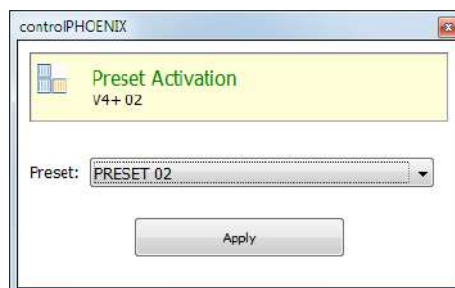 controlPHOENIX
Preset Activation
V4+ 02
Preset: PRESET 02
Apply